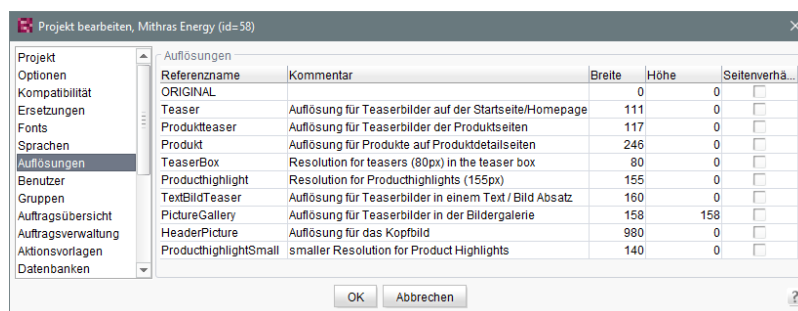 Projekt bearbeiten, Mithras Energy (id=58)
Projekt
Optionen
Kompatibilität
Ersetzungen
Fonts
Sprachen
Auflösungen
Benutzer
Gruppen
Auftragsübersicht
Auftragsverwaltung
Aktionsvorlagen
Datenbanken
Auflösungen
Referenzname Kommentar Breite Höhe Seitenverhä...
ORIGINAL 0 0
Teaser Auflösung für Teaserbilder auf der Startseite/Homepage 111 0
Produktteaser Auflösung für Teaserbilder der Produktseiten 117 0
Produkt Auflösung für Produkte auf Produktdetailseiten 246 0
TeaserBox Resolution for teasers (80px) in the teaser box 80 0
Producthighlight Resolution for Producthighlights (155px) 155 0
TextBildTeaser Auflösung für Teaserbilder in einem Text / Bild Absatz 160 0
PictureGallery Auflösung für Teaserbilder in der Bildergalerie 158 158
HeaderPicture Auflösung für das Kopfbild 980 0
ProducthighlightSmall smaller Resolution for Product Highlights 140 0
OK Abbrechen ?